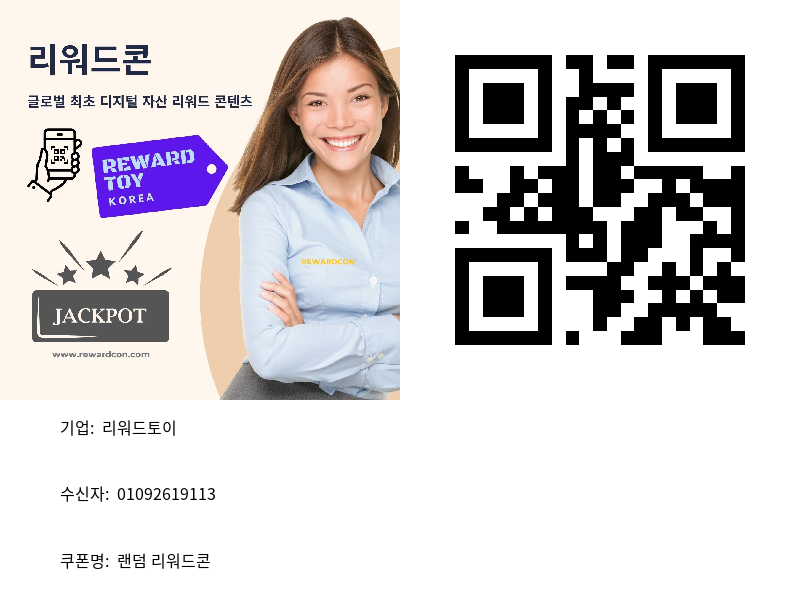 리워드콘
글로벌 최초 디지털 자산 리워드 콘텐츠
REWARD
TOY
KOREA
REWARDCON
JACKPOT
www.rewardcon.com
기업: 리워드토이
수신자: 01092619113
쿠폰명: 랜덤 리워드콘